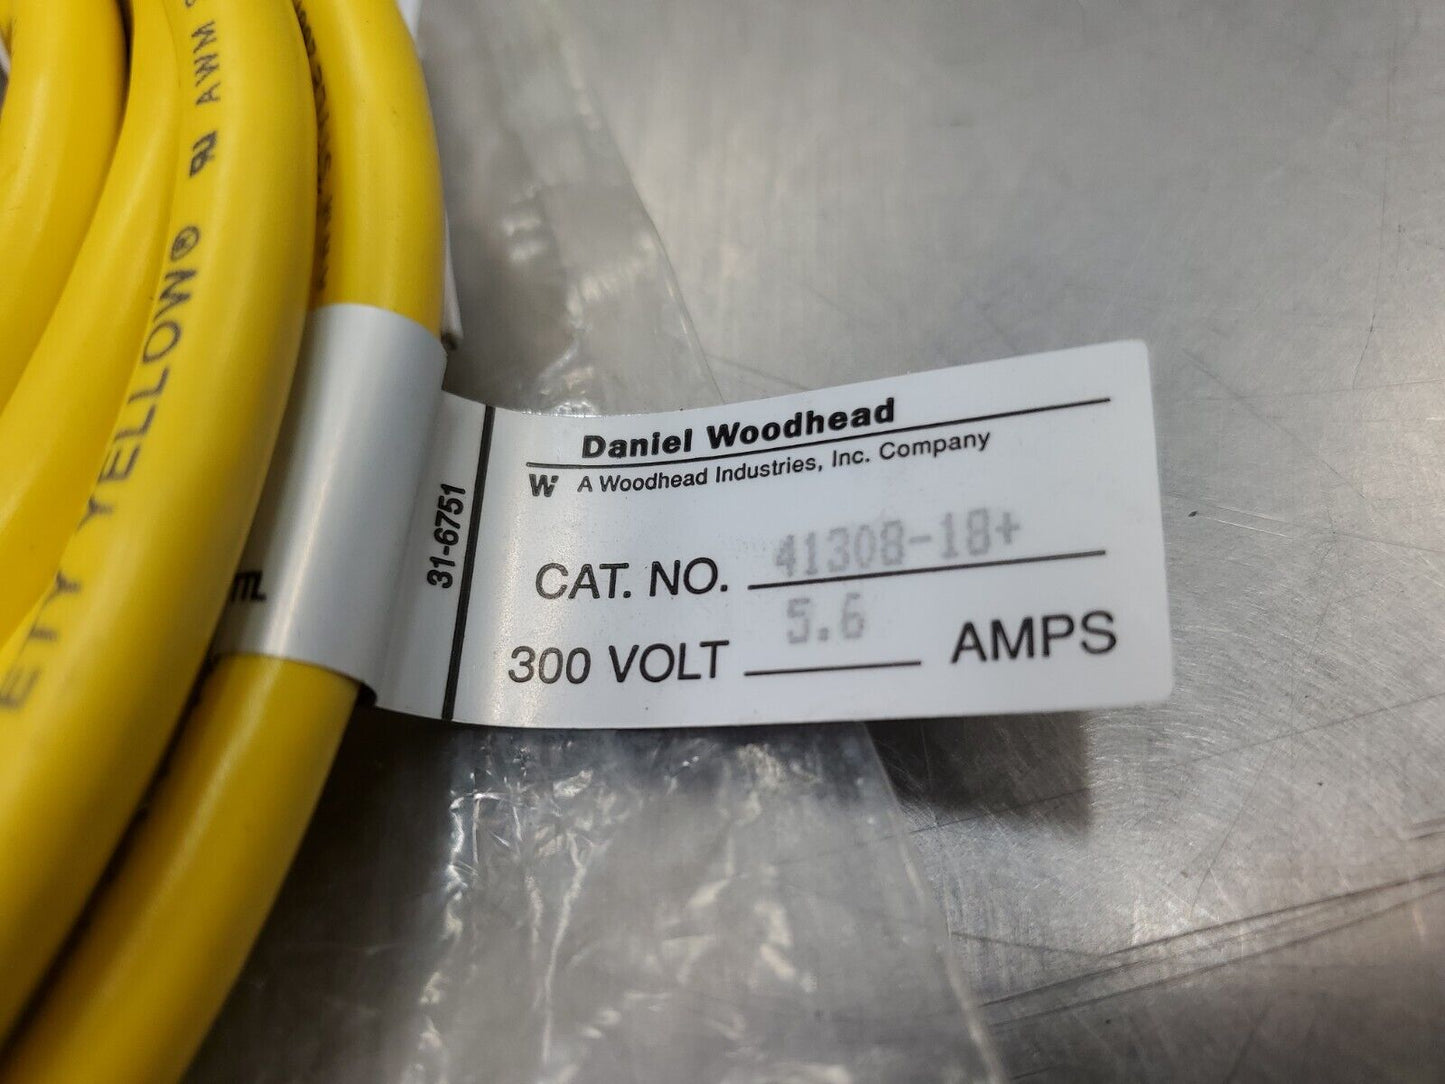 ETY YELLOW® AWM
Daniel Woodhead
W A Woodhead Industries, Inc. Company
31-6751
CAT. NO. 41308-18+
300 VOLT 5.6 AMPS